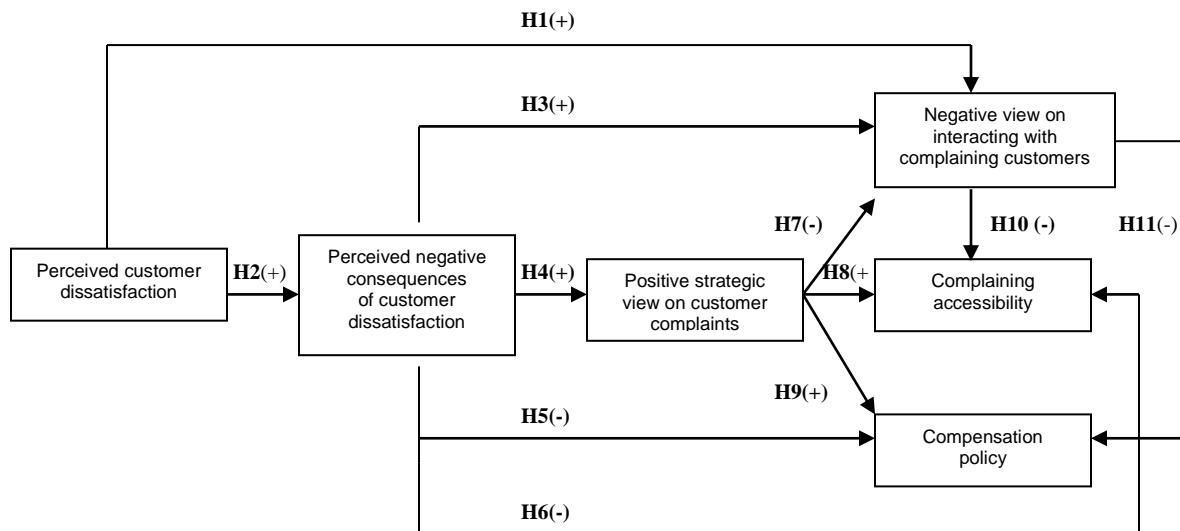 H1(+)
H3(+)
Negative view on
interacting with
complaining customers
H7(-)
H10 (-)
H11(-)
Perceived customer
dissatisfaction
H2(+)
Perceived negative
consequences
of customer
dissatisfaction
H4(+)
Positive strategic
view on customer
complaints
H8(+
Complaining
accessibility
H9(+)
H5(-)
Compensation
policy
H6(-)